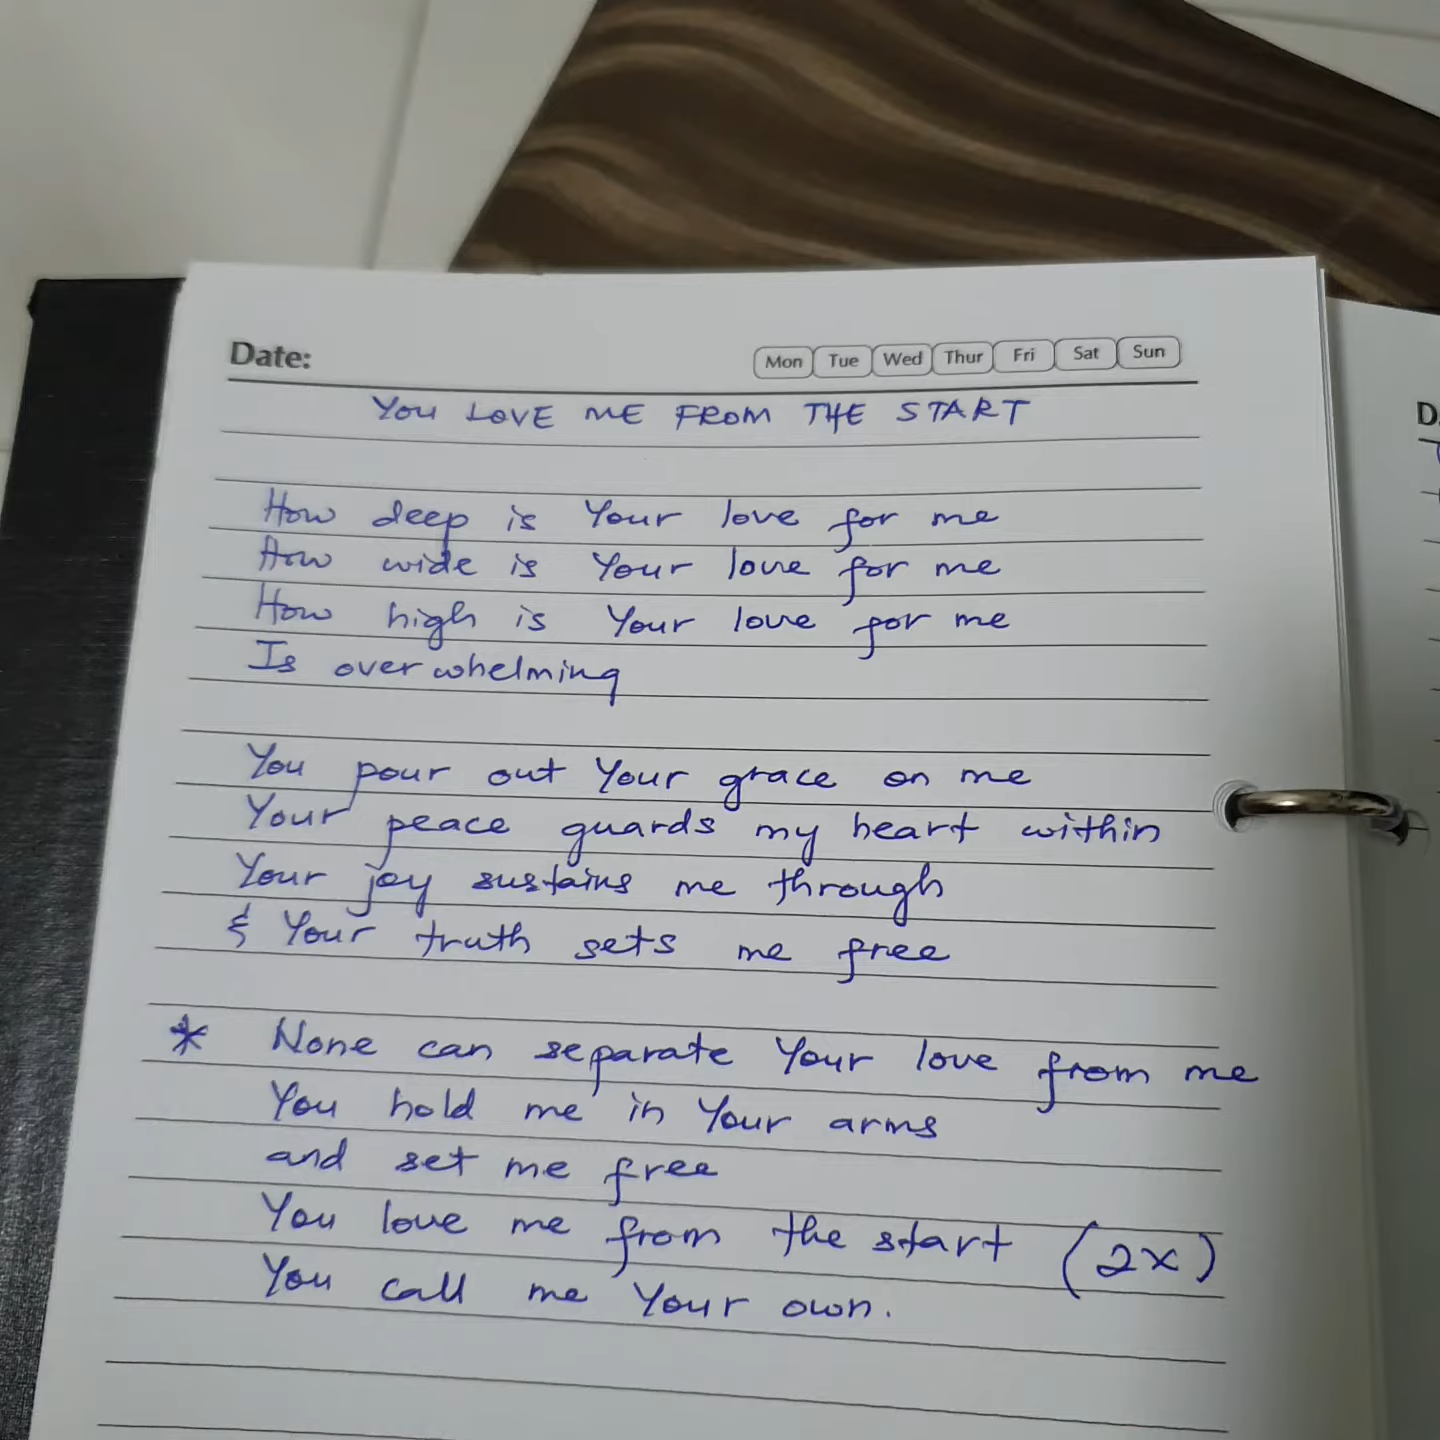 Date:
Mon Tue Wed Thur Fri Sat Sun
YOU LOVE ME FROM THE START
How deep is Your love for me
How wide is Your love for me
How high is Your love for me
Is overwhelming
You pour out Your grace on me
Your peace guards my heart within
Your joy sustains me through
& Your truth sets me free
* None can separate Your love from me
You hold me in Your arms
and set me free
You love me from the start (2x)
You call me Your own.